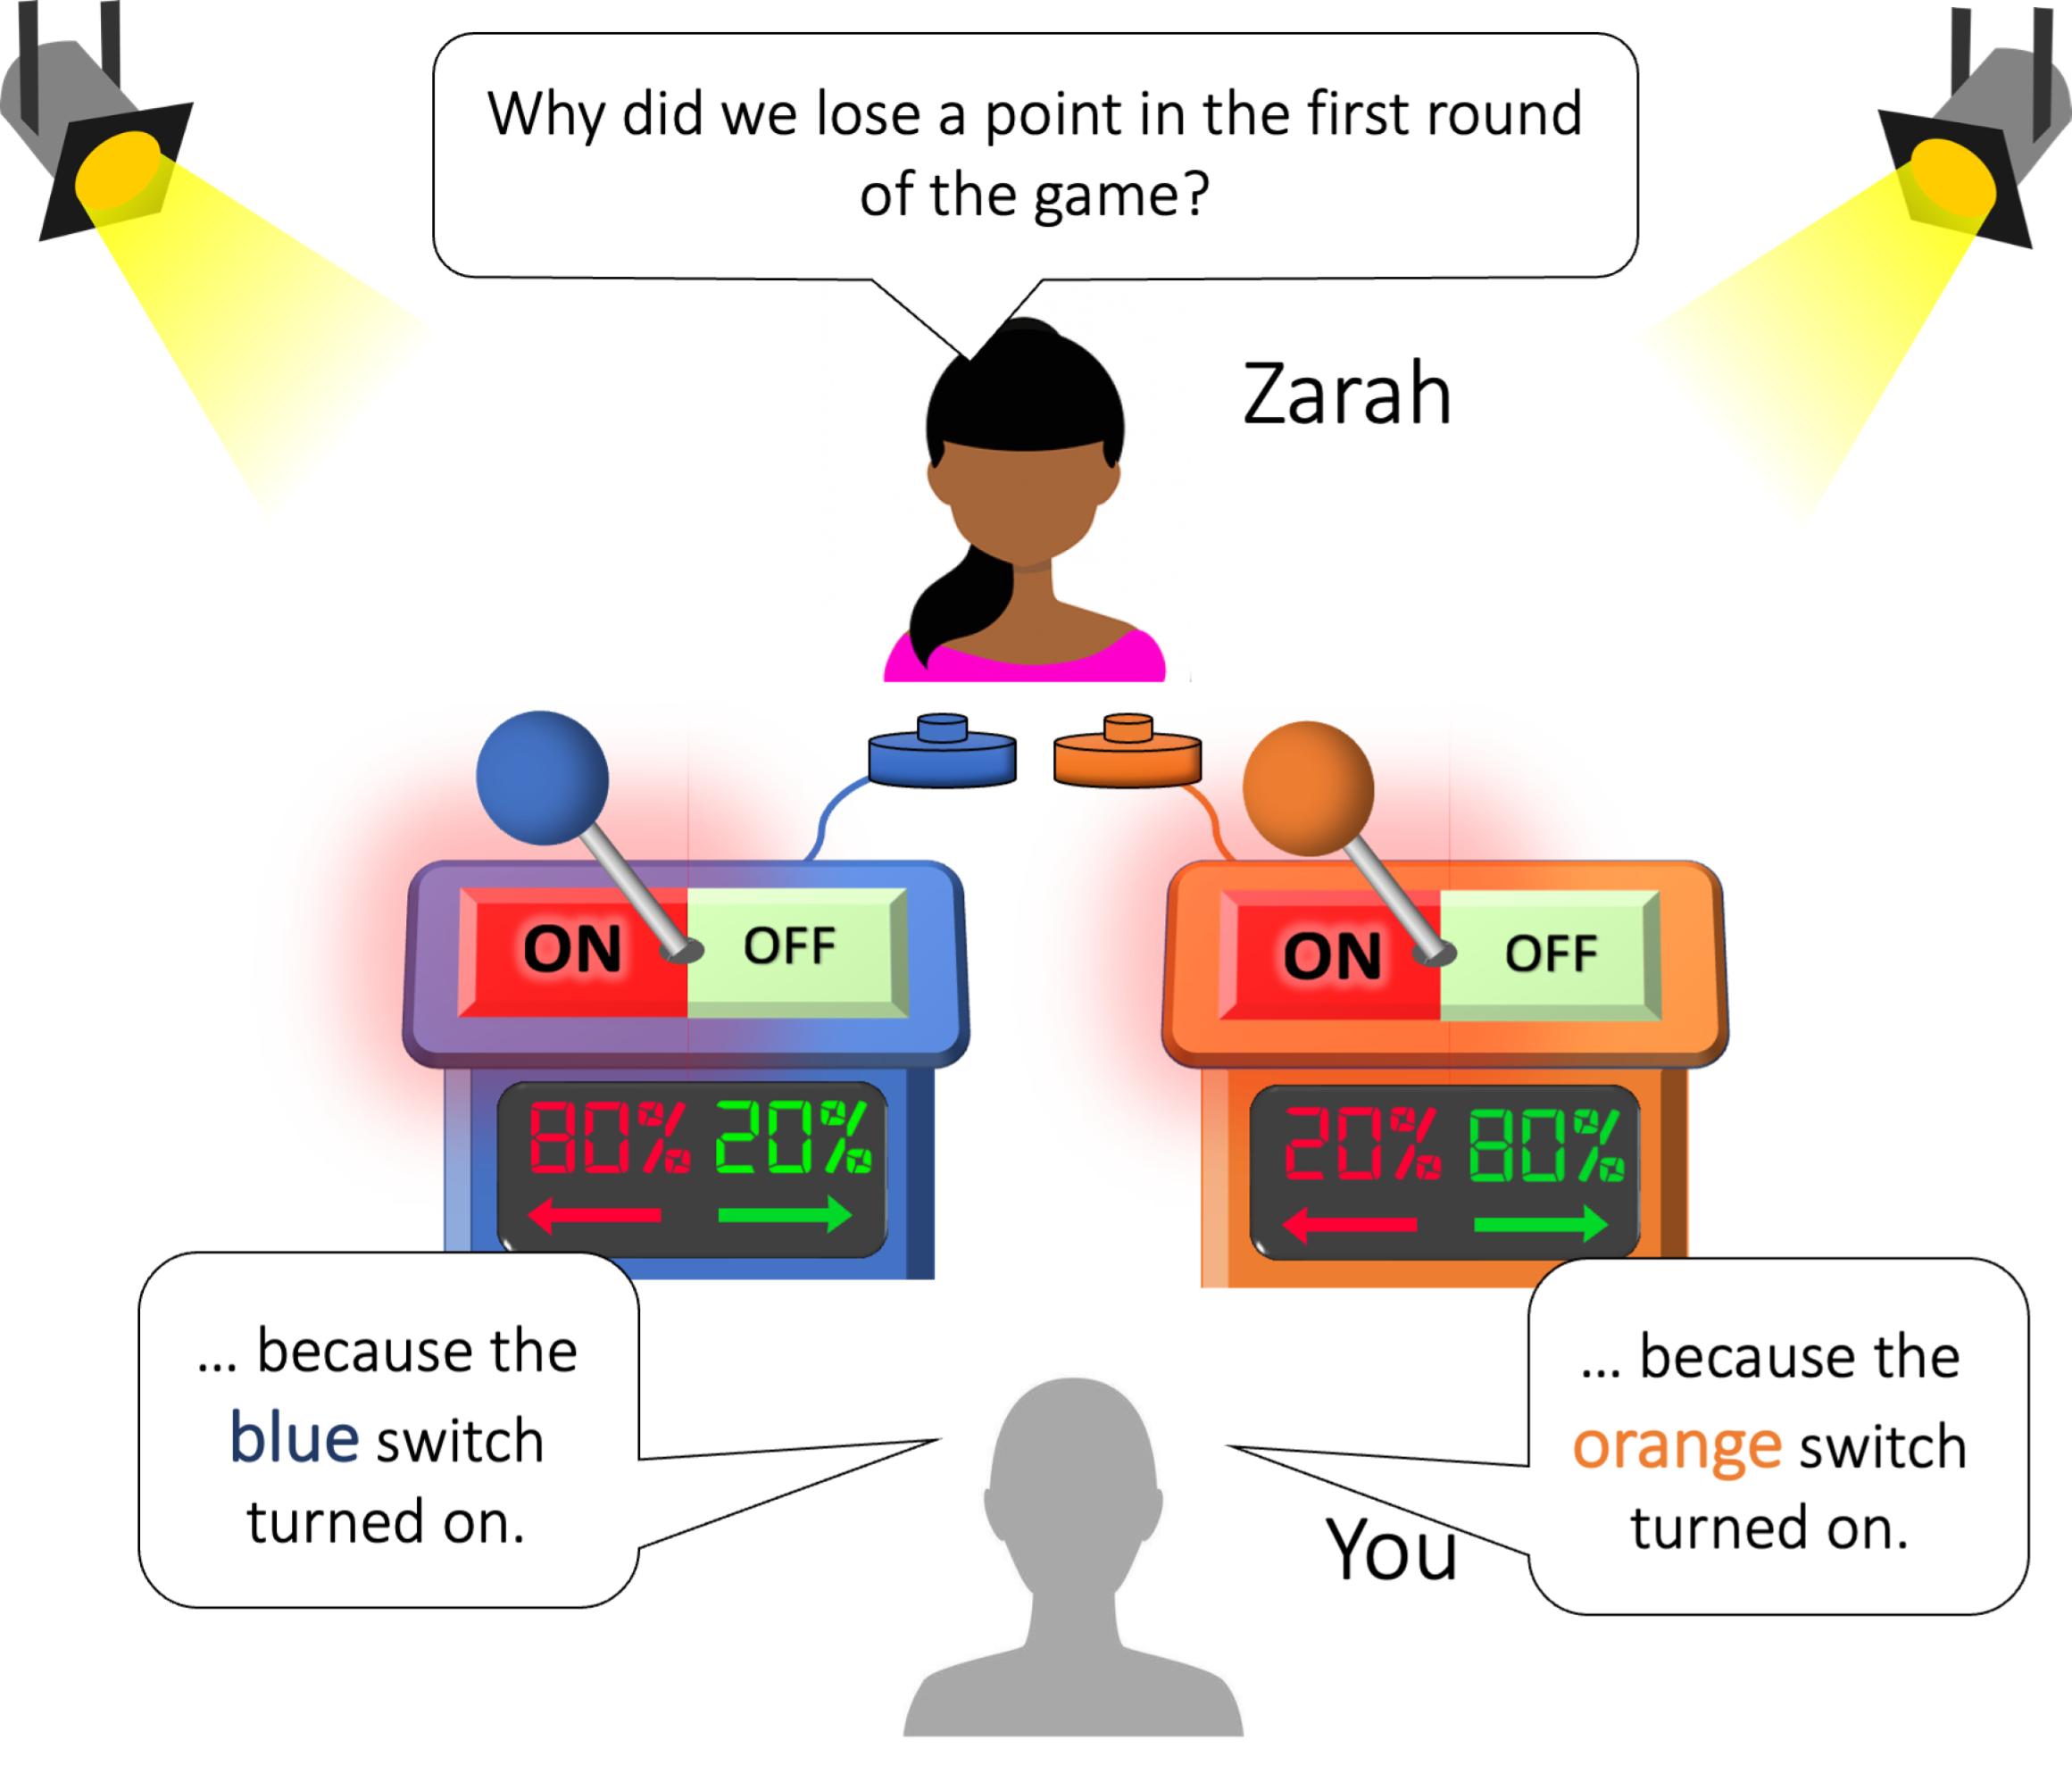 Why did we lose a point in the first round
of the game?
Zarah
ON OFF
ON OFF
80% 20%
20% 80%
... because the
blue switch
turned on.
... because the
orange switch
turned on.
You